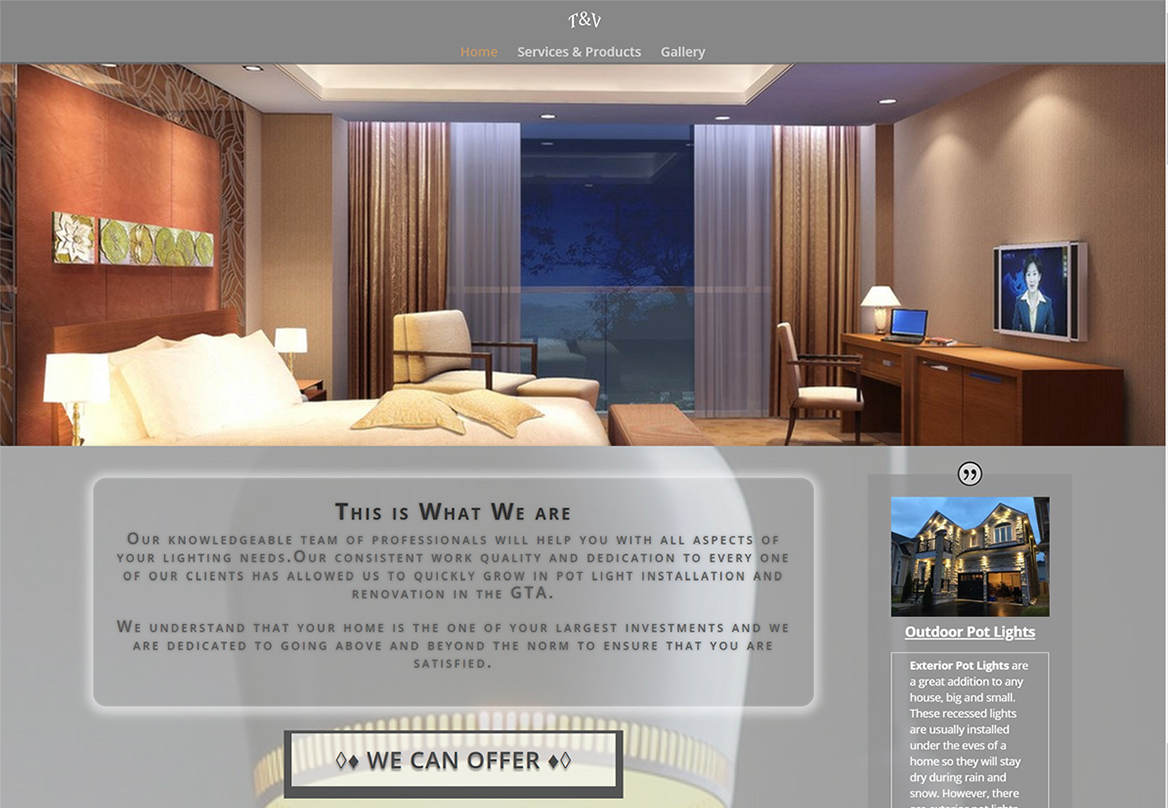 T&V
Home Services & Products Gallery
This is What We are
Our knowledgeable team of professionals will help you with all aspects of
your lighting needs.Our consistent work quality and dedication to every one
of our clients has allowed us to quickly grow in pot light installation and
renovation in the GTA.
We understand that your home is the one of your largest investments and we
are dedicated to going above and beyond the norm to ensure that you are
satisfied.
◊♦ WE CAN OFFER ♦◊
Outdoor Pot Lights
Exterior Pot Lights are
a great addition to any
house, big and small.
These recessed lights
are usually installed
under the eves of a
home so they will stay
dry during rain and
snow. However, there